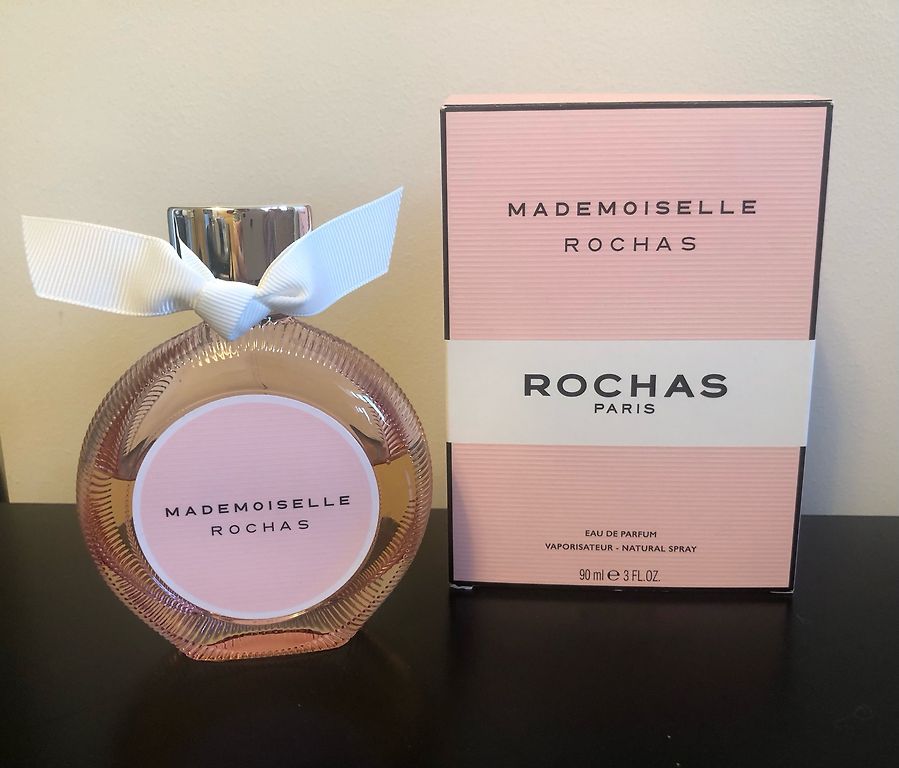 MADEMOISELLE
ROCHAS
MADEMOISELLE
ROCHAS
ROCHAS
PARIS
EAU DE PARFUM
VAPORISATEUR - NATURAL SPRAY
90 ml ℮ 3 FL.OZ.